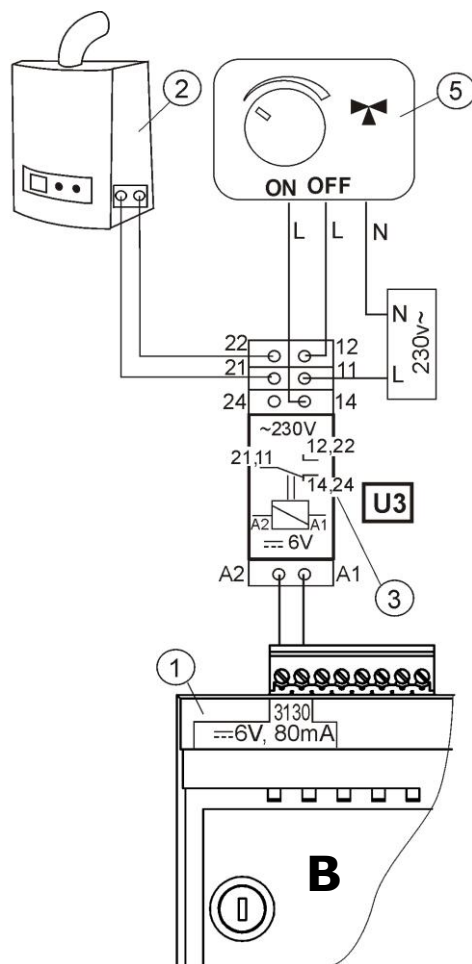 2
5
ON OFF
L L N
N
L
230v~
22 12
21 11
24 14
~230V
12,22
21,11
14,24
A2 A1
⎓ 6V
U3
A2 A1
3
1
3130
⎓6V, 80mA
B